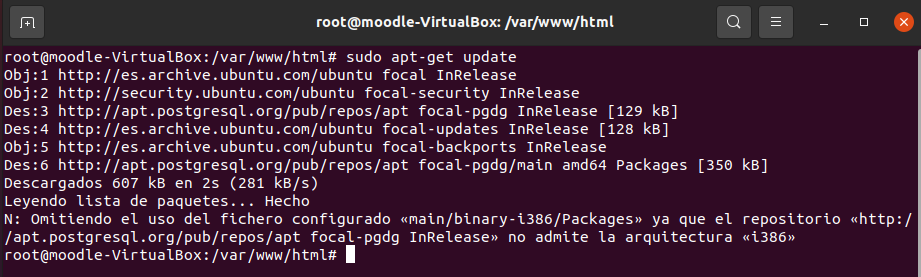 root@moodle-VirtualBox: /var/www/html
root@moodle-VirtualBox:/var/www/html# sudo apt-get update
Obj:1 http://es.archive.ubuntu.com/ubuntu focal InRelease
Obj:2 http://security.ubuntu.com/ubuntu focal-security InRelease
Des:3 http://apt.postgresql.org/pub/repos/apt focal-pgdg InRelease [129 kB]
Des:4 http://es.archive.ubuntu.com/ubuntu focal-updates InRelease [128 kB]
Obj:5 http://es.archive.ubuntu.com/ubuntu focal-backports InRelease
Des:6 http://apt.postgresql.org/pub/repos/apt focal-pgdg/main amd64 Packages [350 kB]
Descargados 607 kB en 2s (281 kB/s)
Leyendo lista de paquetes... Hecho
N: Omitiendo el uso del fichero configurado «main/binary-i386/Packages» ya que el repositorio «http:/
/apt.postgresql.org/pub/repos/apt focal-pgdg InRelease» no admite la arquitectura «i386»
root@moodle-VirtualBox:/var/www/html#